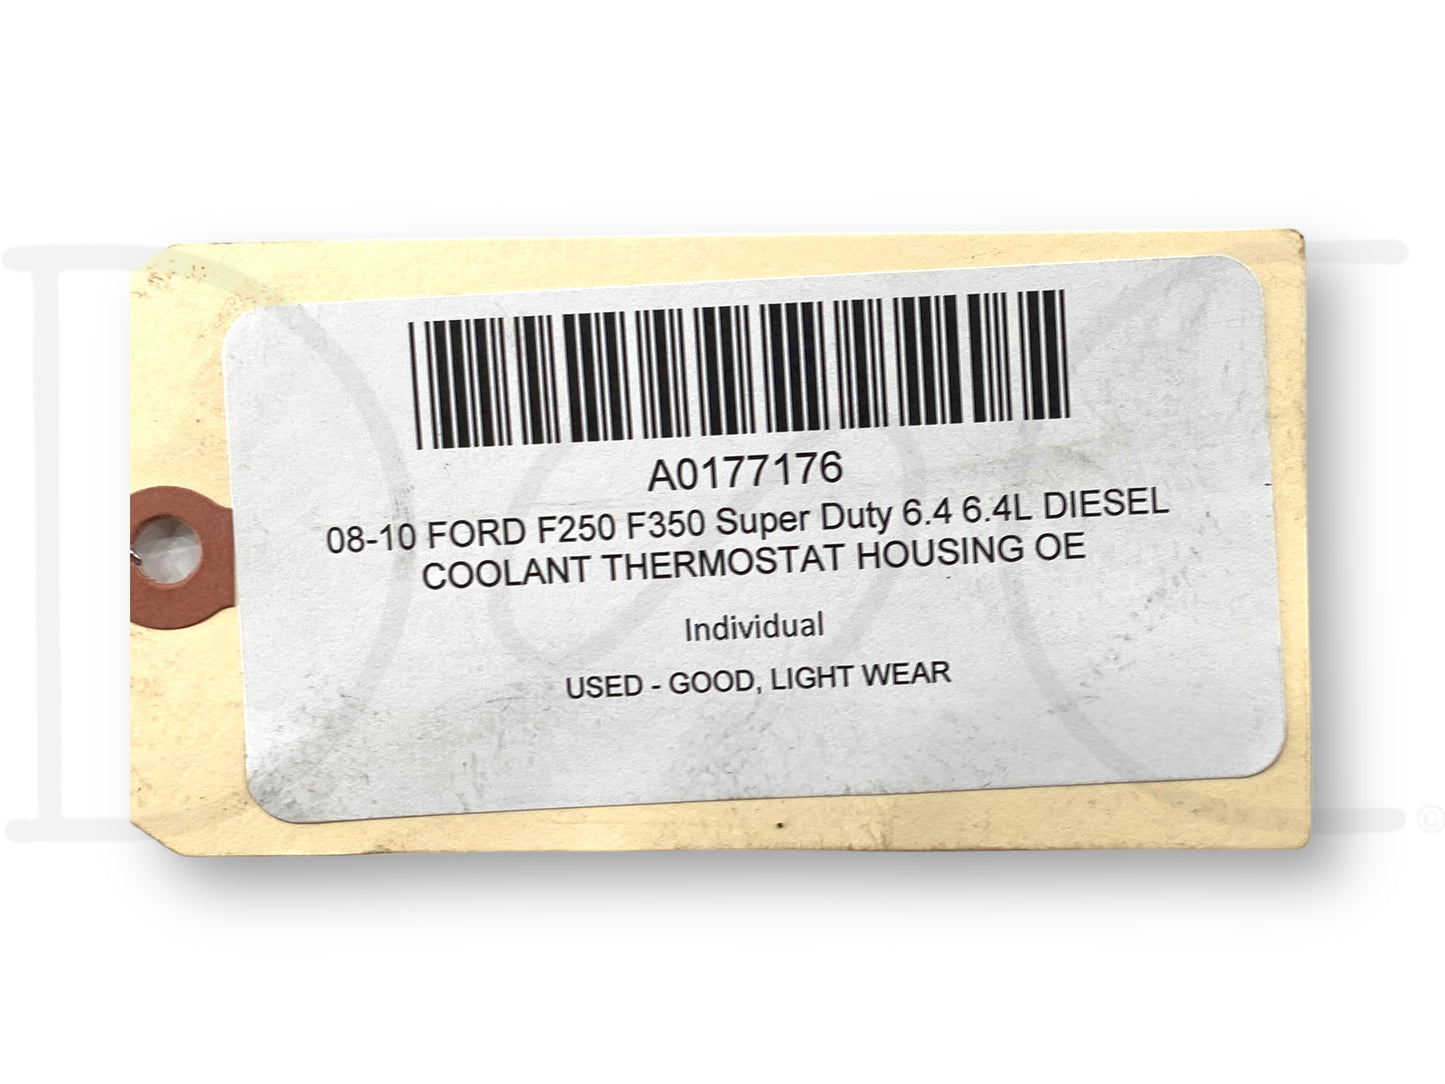 A0177176
08-10 FORD F250 F350 Super Duty 6.4 6.4L DIESEL
COOLANT THERMOSTAT HOUSING OE
Individual
USED - GOOD, LIGHT WEAR
©